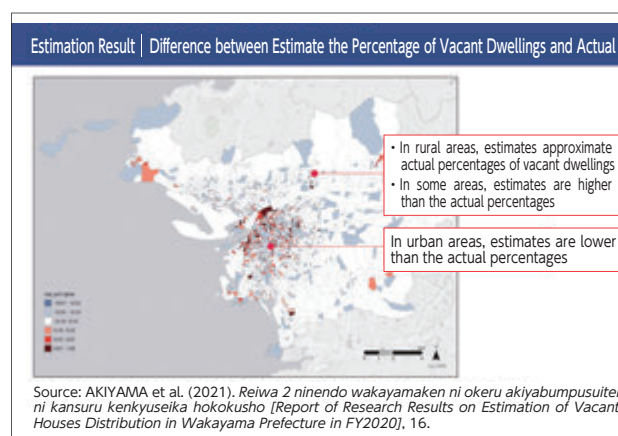 Estimation Result | Difference between Estimate the Percentage of Vacant Dwellings and Actual
• In rural areas, estimates approximate
actual percentages of vacant dwellings
• In some areas, estimates are higher
than the actual percentages
In urban areas, estimates are lower
than the actual percentages
Source: AKIYAMA et al. (2021). Reiwa 2 ninendo wakayamaken ni okeru akiyabumpusuitei
ni kansuru kenkyuseika hokokusho [Report of Research Results on Estimation of Vacant
Houses Distribution in Wakayama Prefecture in FY2020], 16.